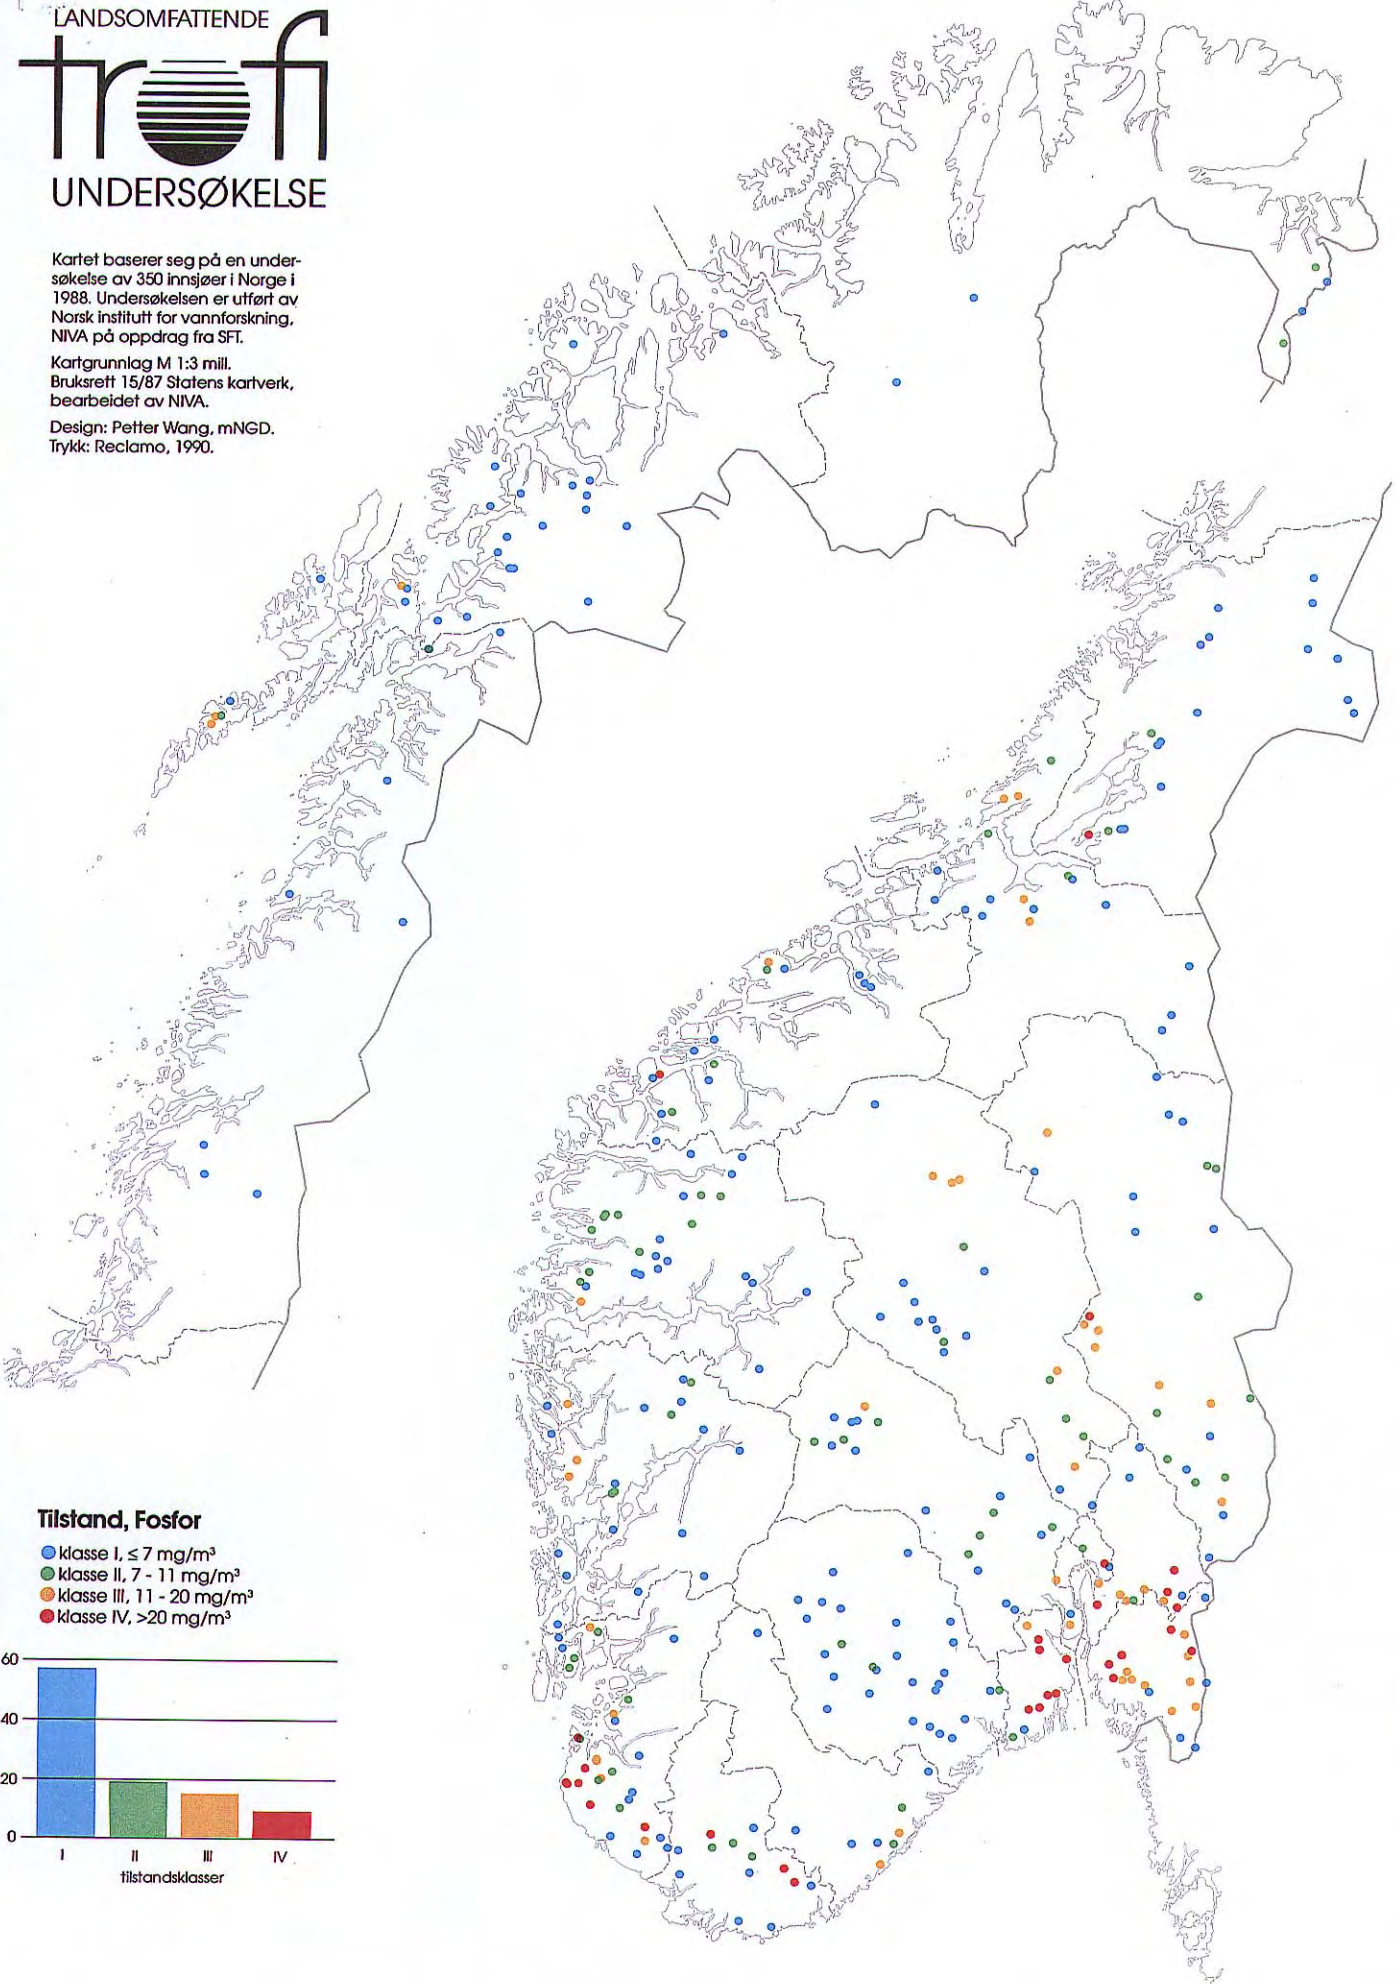 LANDSOMFATTENDE
trofi
UNDERSØKELSE
Kartet baserer seg på en under-
søkelse av 350 innsjøer i Norge i
1988. Undersøkelsen er utført av
Norsk institutt for vannforskning,
NIVA på oppdrag fra SFT.
Kartgrunnlag M 1:3 mill.
Bruksrett 15/87 Statens kartverk,
bearbeidet av NIVA.
Design: Petter Wang, mNGD.
Trykk: Reclamo, 1990.
Tilstand, Fosfor
klasse I, ≤ 7 mg/m³
klasse II, 7 - 11 mg/m³
klasse III, 11 - 20 mg/m³
klasse IV, >20 mg/m³
60
40
20
0
I II III IV
tilstandsklasser